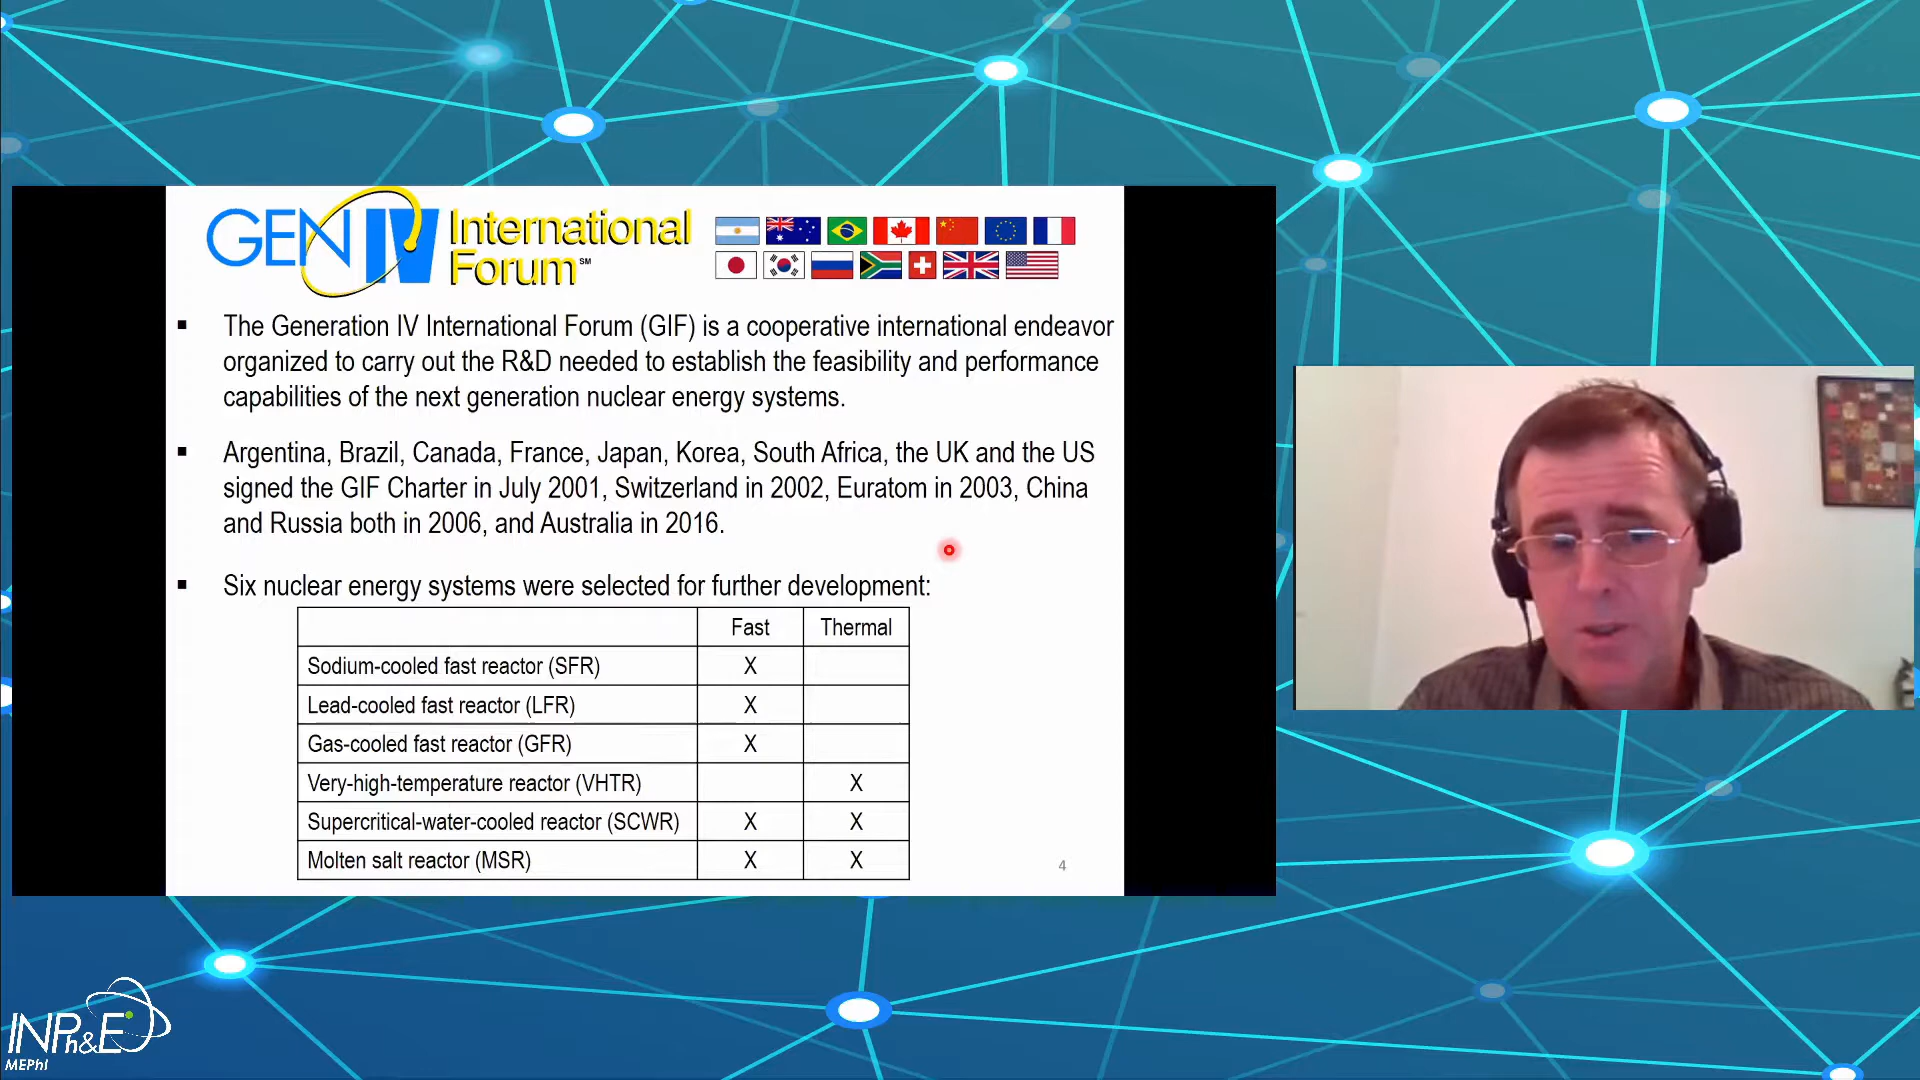 GEN IV International
Forum℠
▪ The Generation IV International Forum (GIF) is a cooperative international endeavor
organized to carry out the R&D needed to establish the feasibility and performance
capabilities of the next generation nuclear energy systems.
▪ Argentina, Brazil, Canada, France, Japan, Korea, South Africa, the UK and the US
signed the GIF Charter in July 2001, Switzerland in 2002, Euratom in 2003, China
and Russia both in 2006, and Australia in 2016.
▪ Six nuclear energy systems were selected for further development:
Fast Thermal
Sodium-cooled fast reactor (SFR) X
Lead-cooled fast reactor (LFR) X
Gas-cooled fast reactor (GFR) X
Very-high-temperature reactor (VHTR) X
Supercritical-water-cooled reactor (SCWR) X X
Molten salt reactor (MSR) X X
4
INPh&E
MEPhI